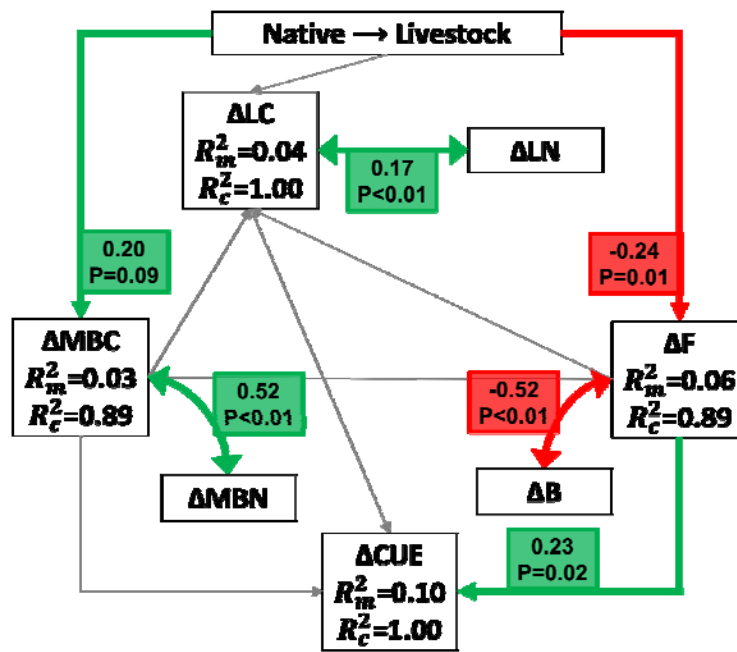 Native → Livestock
ΔLC
R²m=0.04
R²c=1.00
ΔLN
0.17
P<0.01
0.20
P=0.09
-0.24
P=0.01
ΔMBC
R²m=0.03
R²c=0.89
ΔF
R²m=0.06
R²c=0.89
0.52
P<0.01
-0.52
P<0.01
ΔMBN
ΔB
ΔCUE
R²m=0.10
R²c=1.00
0.23
P=0.02